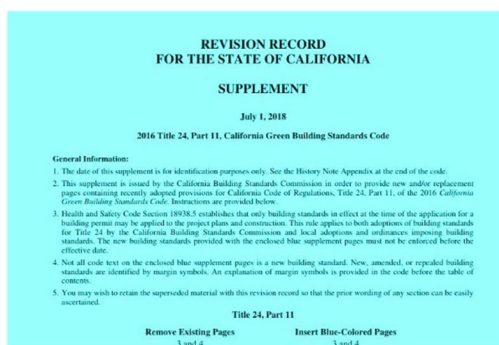 REVISION RECORD
FOR THE STATE OF CALIFORNIA
SUPPLEMENT
July 1, 2018
2016 Title 24, Part 11, California Green Building Standards Code
General Information:
1. The date of this supplement is for identification purposes only. See the History Note Appendix at the end of the code.
2. This supplement is issued by the California Building Standards Commission in order to provide new and/or replacement
pages containing recently adopted provisions for California Code of Regulations, Title 24, Part 11, of the 2016 California
Green Building Standards Code. Instructions are provided below.
3. Health and Safety Code Section 18938.5 establishes that only building standards in effect at the time of the application for a
building permit may be applied to the project plans and construction. This rule applies to both adoptions of building standards
for Title 24 by the California Building Standards Commission and local adoptions and ordinances imposing building
standards. The new building standards provided with the enclosed blue supplement pages must not be enforced before the
effective date.
4. Not all code text on the enclosed blue supplement pages is a new building standard. New, amended, or repealed building
standards are identified by margin symbols. An explanation of margin symbols is provided in the code before the table of
contents.
5. You may wish to retain the superseded material with this revision record so that the prior wording of any section can be easily
ascertained.
Title 24, Part 11
Remove Existing Pages Insert Blue-Colored Pages
3 and 4 3 and 4